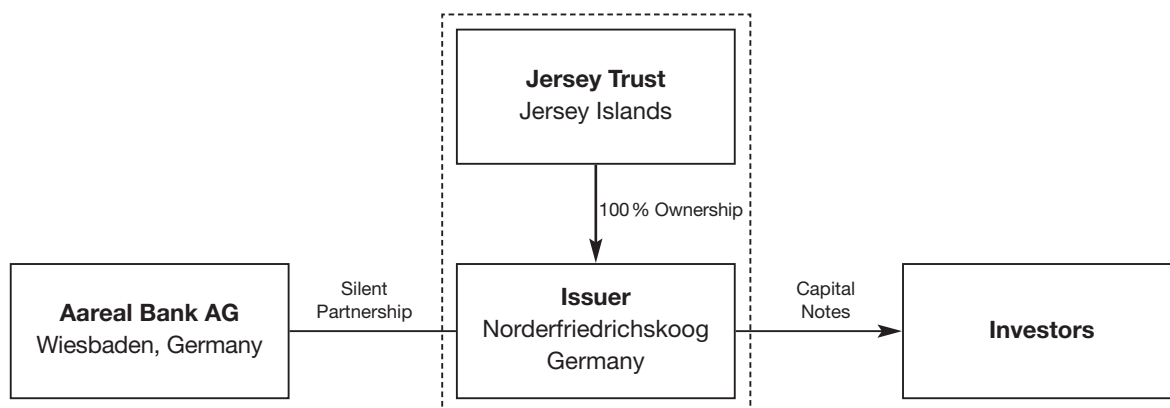 Jersey Trust
Jersey Islands
100 % Ownership
Aareal Bank AG
Wiesbaden, Germany
Silent
Partnership
Issuer
Norderfriedrichskoog
Germany
Capital
Notes
Investors